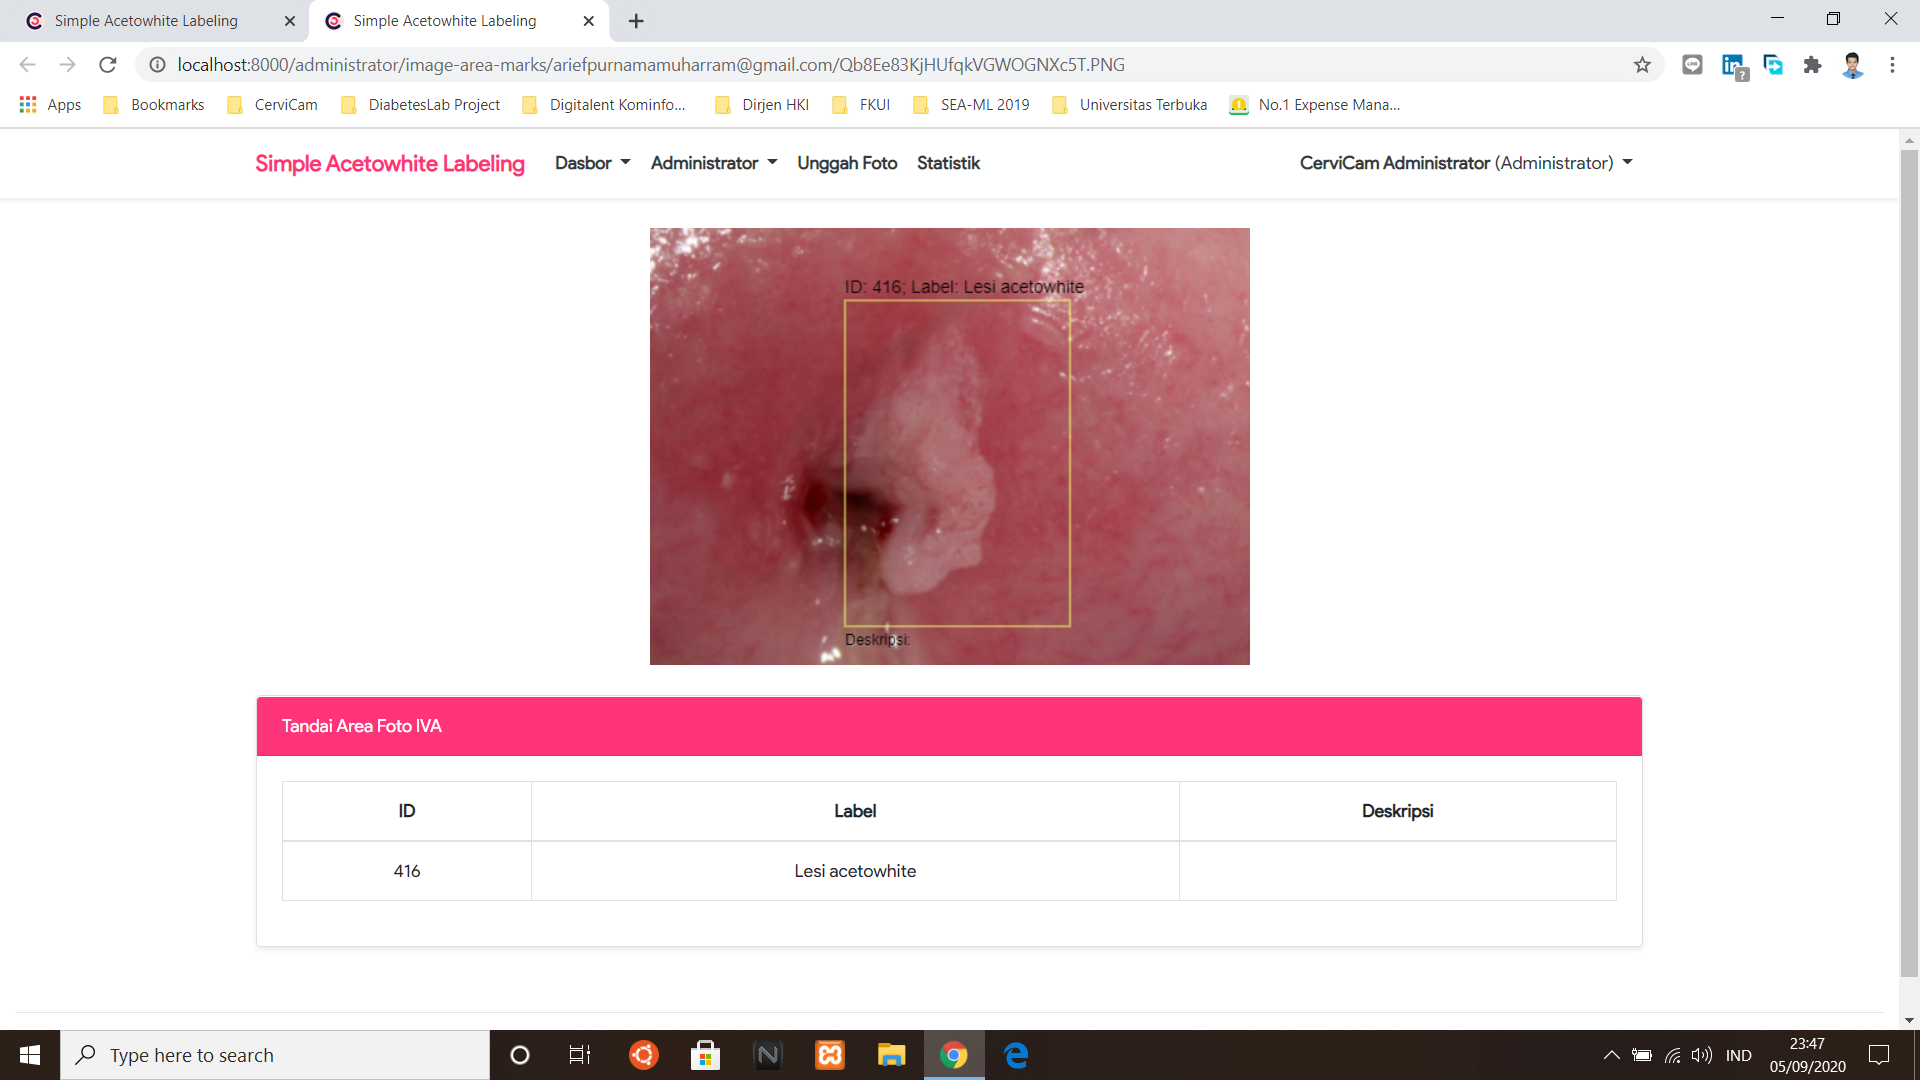 Simple Acetowhite Labeling
Simple Acetowhite Labeling
localhost:8000/administrator/image-area-marks/ariefpurnamamuharram@gmail.com/Qb8Ee83KjHUfqkVGWOGNXc5T.PNG
Apps Bookmarks CerviCam DiabetesLab Project Digitalent Kominfo... Dirjen HKI FKUI SEA-ML 2019 Universitas Terbuka No.1 Expense Mana...
Simple Acetowhite Labeling Dasbor Administrator Unggah Foto Statistik CerviCam Administrator (Administrator)
ID: 416; Label: Lesi acetowhite
Deskripsi:
Tandai Area Foto IVA
ID Label Deskripsi
416 Lesi acetowhite
Type here to search
IND
23:47
05/09/2020